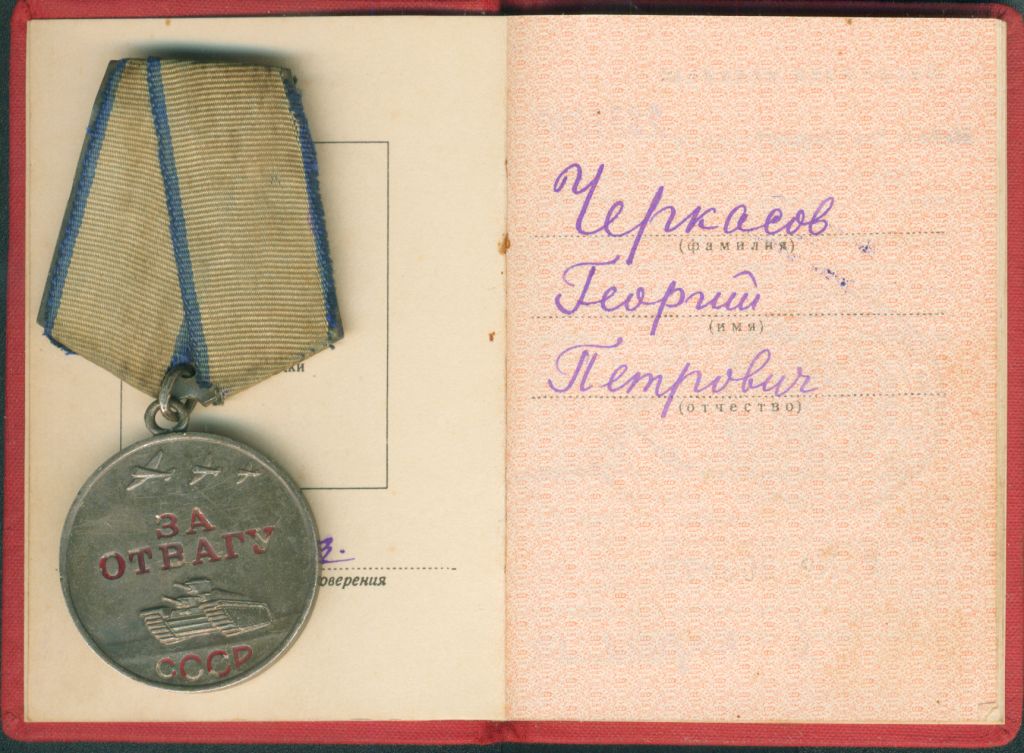 ЗА
ОТВАГУ
СССР
Черкасов
(фамилия)
Георгий
(имя)
Петрович
(отчество)